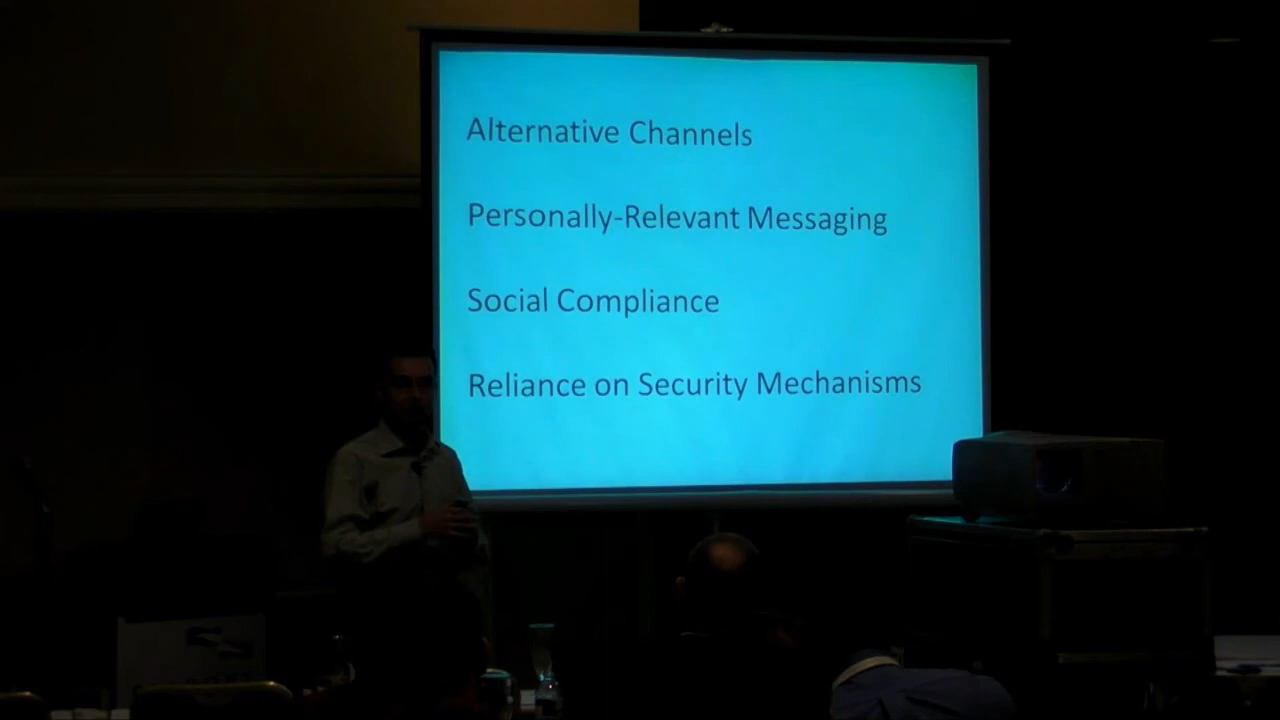 Alternative Channels
Personally-Relevant Messaging
Social Compliance
Reliance on Security Mechanisms